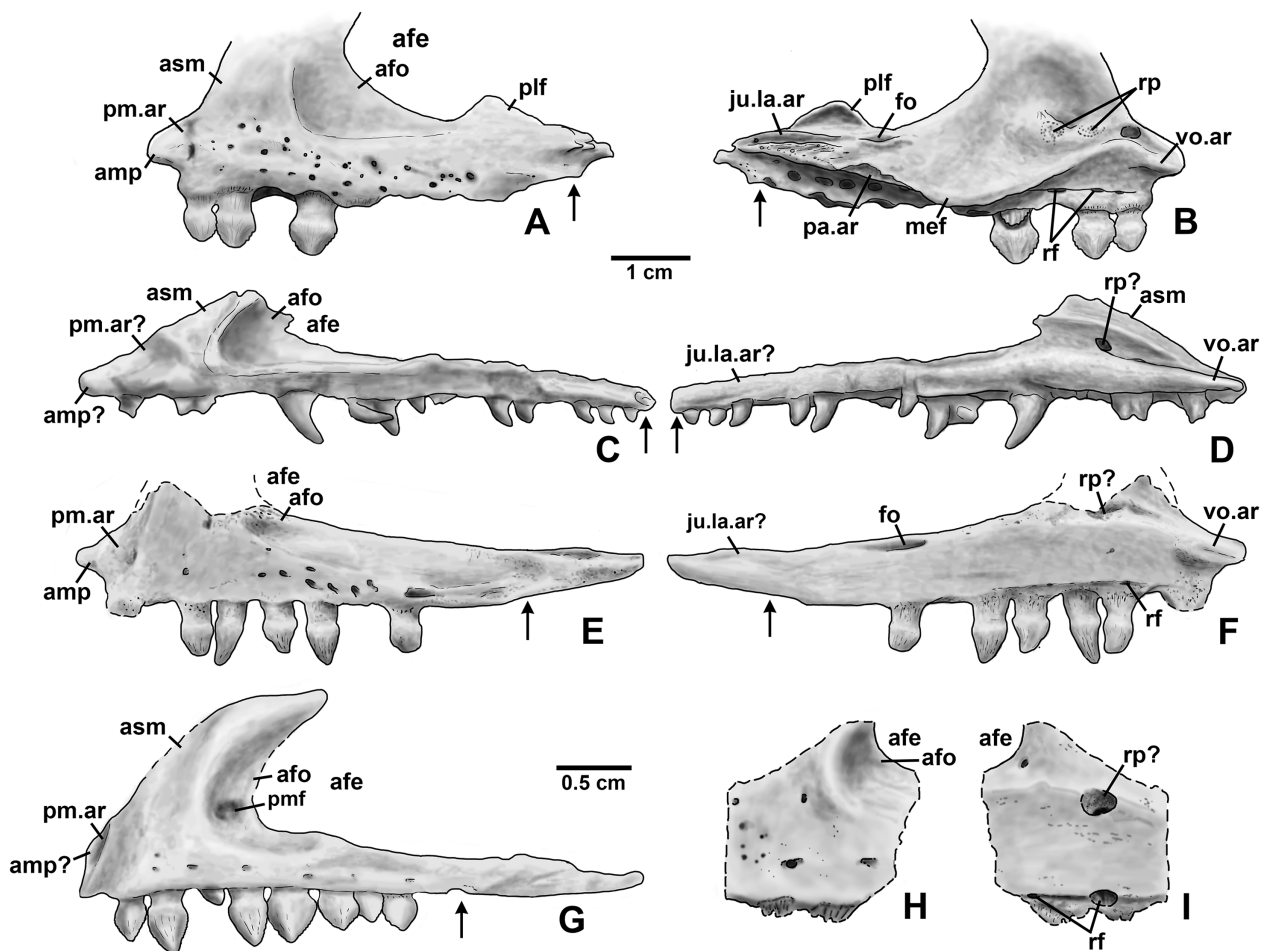 afe
asm
afo
plf
pm.ar
amp
A
plf
ju.la.ar
fo
rp
vo.ar
pa.ar
mef
rf
B
1 cm
asm
afo
pm.ar?
afe
amp?
C
rp?
asm
ju.la.ar?
vo.ar
D
afe
afo
pm.ar
amp
E
rp?
fo
vo.ar
ju.la.ar?
rf
F
asm
afo
afe
pmf
pm.ar
amp?
G
0.5 cm
afe
afo
H
afe
rp?
rf
I